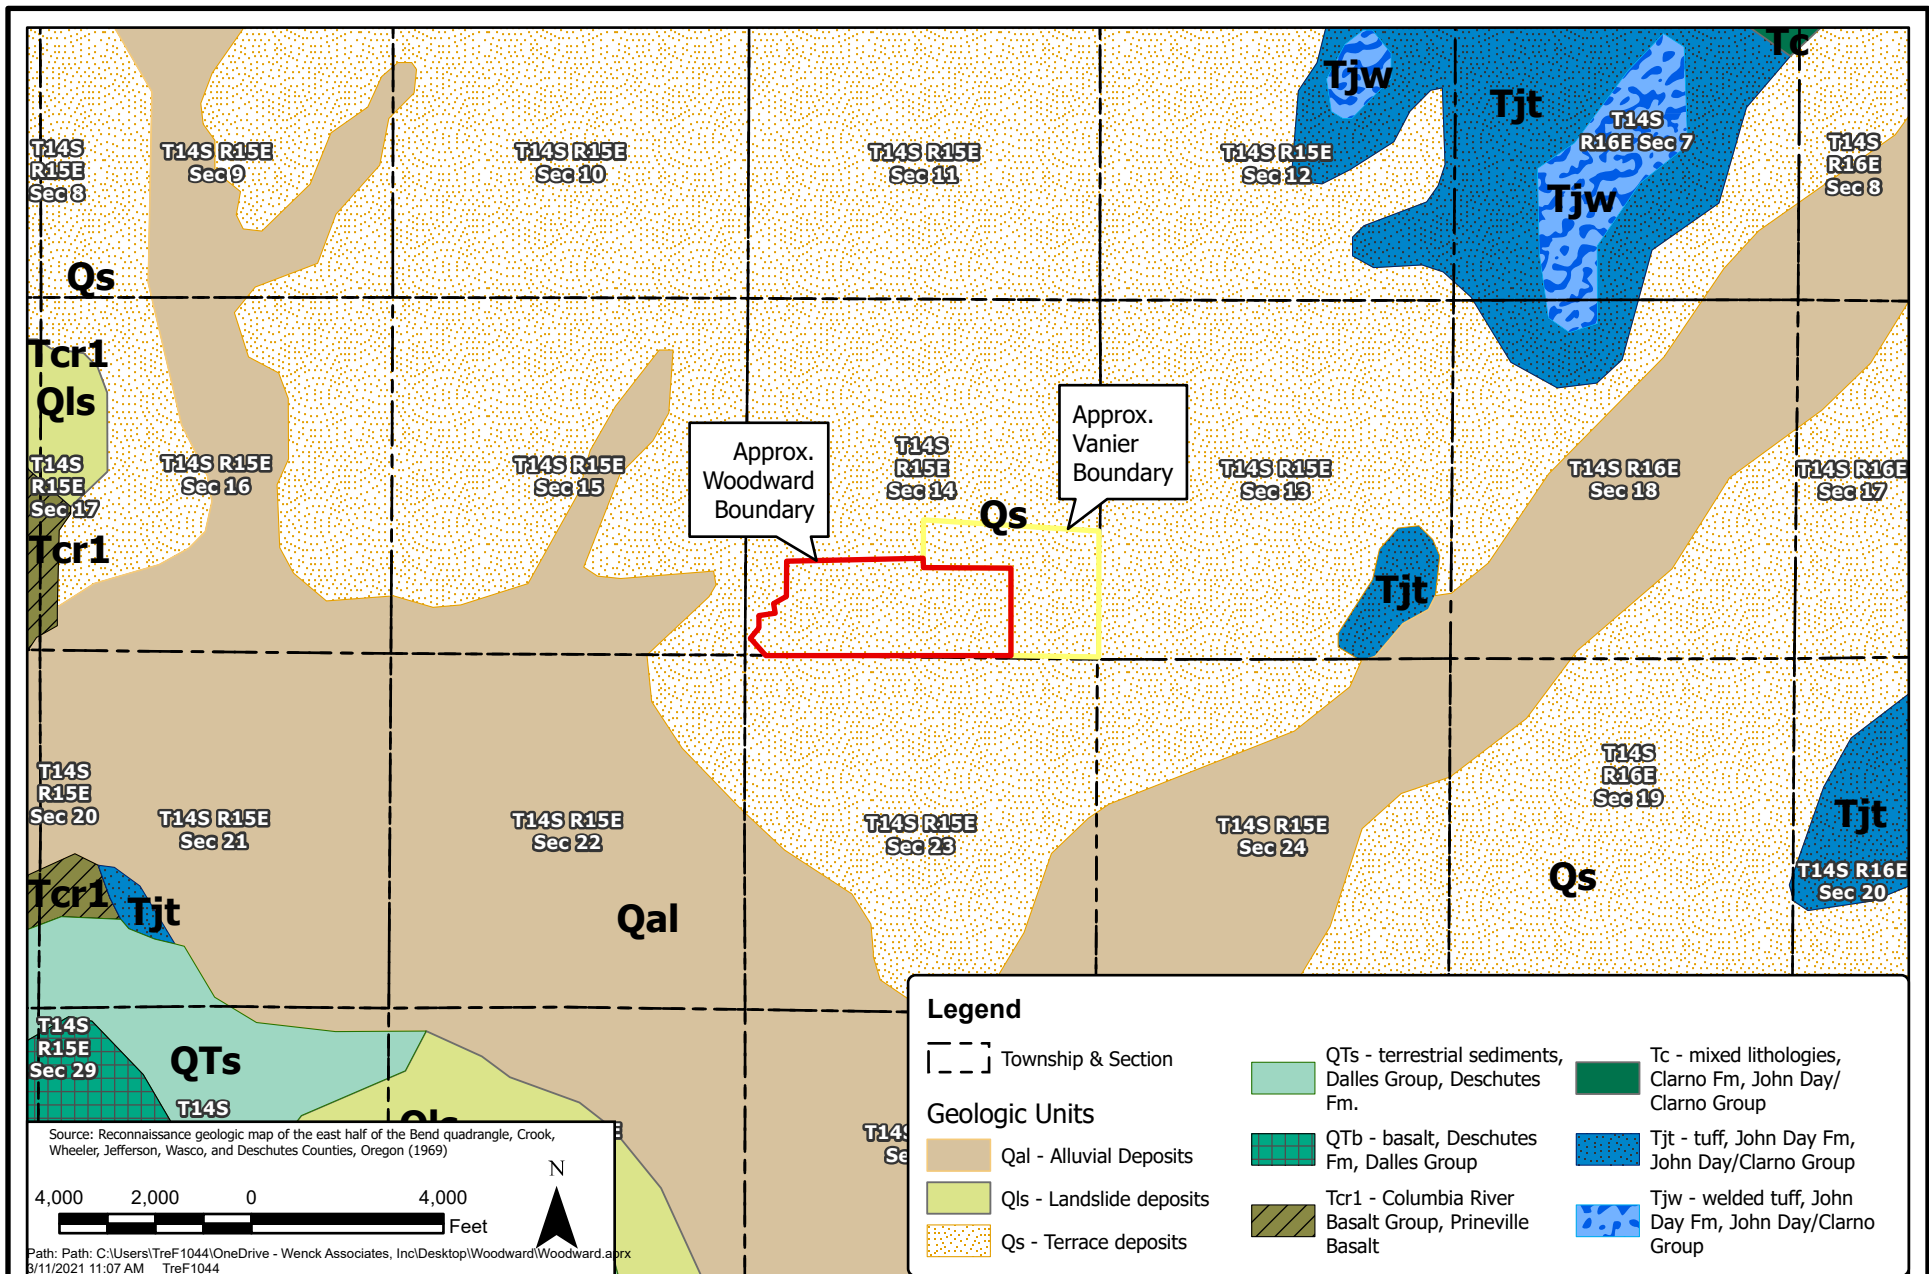 Tc
Tjw
Tjt
T14S
R15E
Sec 8
T14S R15E
Sec 9
T14S R15E
Sec 10
T14S R15E
Sec 11
T14S R15E
Sec 12
T14S
R16E Sec 7
T14S
R16E
Sec 8
Tjw
Qs
Tcr1
Qls
T14S
R15E
Sec 17
T14S R15E
Sec 16
T14S R15E
Sec 15
Approx.
Woodward
Boundary
T14S
R15E
Sec 14
Approx.
Vanier
Boundary
T14S R15E
Sec 13
T14S R16E
Sec 18
T14S R16E
Sec 17
Qs
Tcr1
Tjt
T14S
R15E
Sec 20
T14S R15E
Sec 21
T14S R15E
Sec 22
T14S R15E
Sec 23
T14S R15E
Sec 24
T14S
R16E
Sec 19
Tjt
T14S R16E
Sec 20
Tcr1
Tjt
Qal
Qs
T14S
R15E
Sec 29
QTs
T14S
Legend
Township & Section
Geologic Units
Qal - Alluvial Deposits
Qls - Landslide deposits
Qs - Terrace deposits
QTs - terrestrial sediments,
Dalles Group, Deschutes
Fm.
QTb - basalt, Deschutes
Fm, Dalles Group
Tcr1 - Columbia River
Basalt Group, Prineville
Basalt
Tc - mixed lithologies,
Clarno Fm, John Day/
Clarno Group
Tjt - tuff, John Day Fm,
John Day/Clarno Group
Tjw - welded tuff, John
Day Fm, John Day/Clarno
Group
Source: Reconnaissance geologic map of the east half of the Bend quadrangle, Crook,
Wheeler, Jefferson, Wasco, and Deschutes Counties, Oregon (1969)
N
4,000 2,000 0 4,000
Feet
Path: Path: C:\Users\TreF1044\OneDrive - Wenck Associates, Inc\Desktop\Woodward\Woodward.aprx
3/11/2021 11:07 AM TreF1044